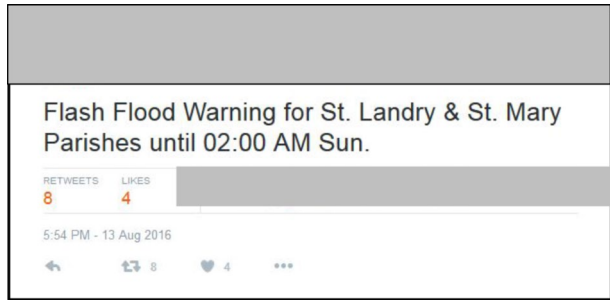 Flash Flood Warning for St. Landry & St. Mary
Parishes until 02:00 AM Sun.
RETWEETS LIKES
8 4
5:54 PM - 13 Aug 2016
8 4